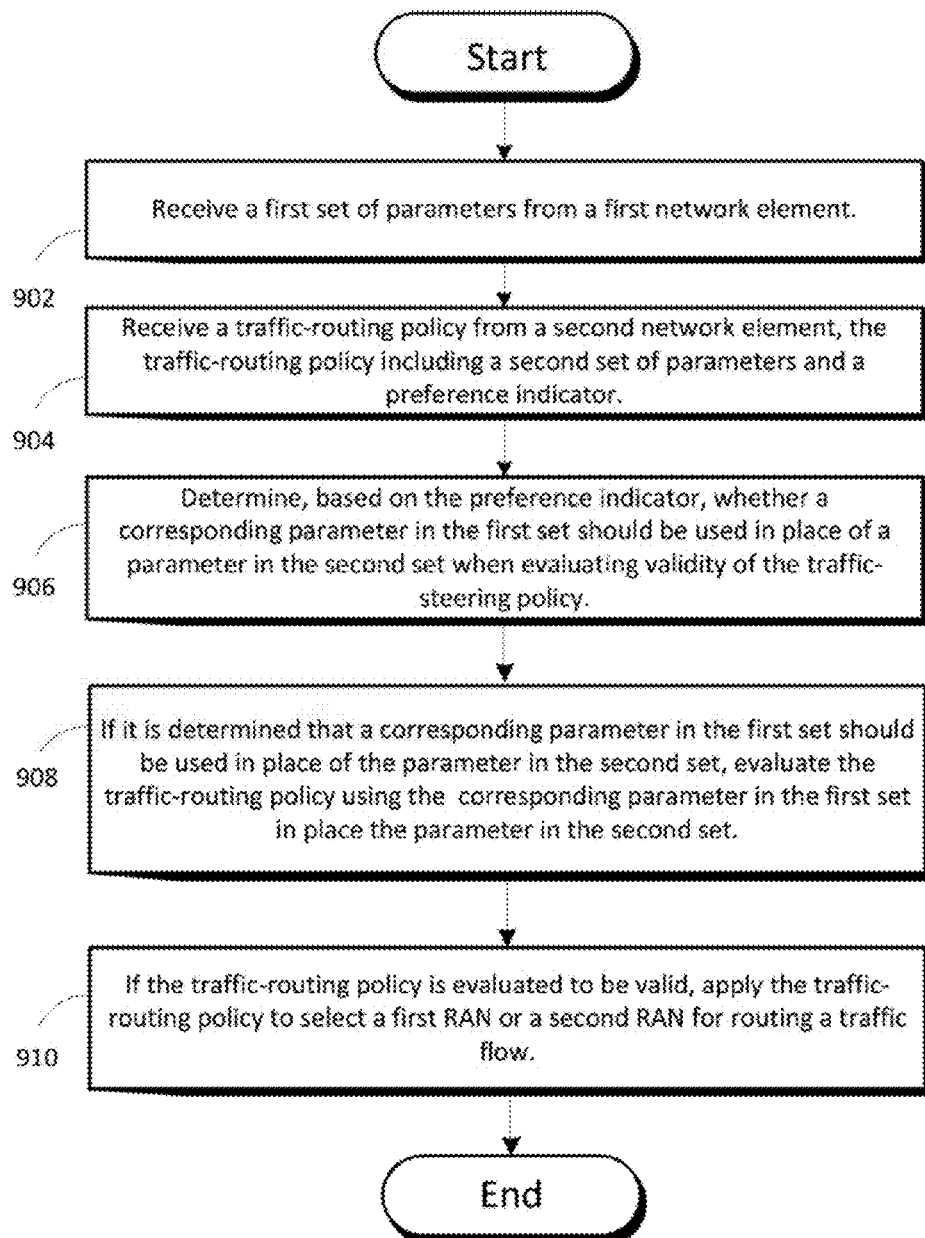 Start
Receive a first set of parameters from a first network element.
902
Receive a traffic-routing policy from a second network element, the
traffic-routing policy including a second set of parameters and a
preference indicator.
904
Determine, based on the preference indicator, whether a
corresponding parameter in the first set should be used in place of a
parameter in the second set when evaluating validity of the traffic-
steering policy.
906
If it is determined that a corresponding parameter in the first set should
be used in place of the parameter in the second set, evaluate the
traffic-routing policy using the corresponding parameter in the first set
in place the parameter in the second set.
908
If the traffic-routing policy is evaluated to be valid, apply the traffic-
routing policy to select a first RAN or a second RAN for routing a traffic
flow.
910
End